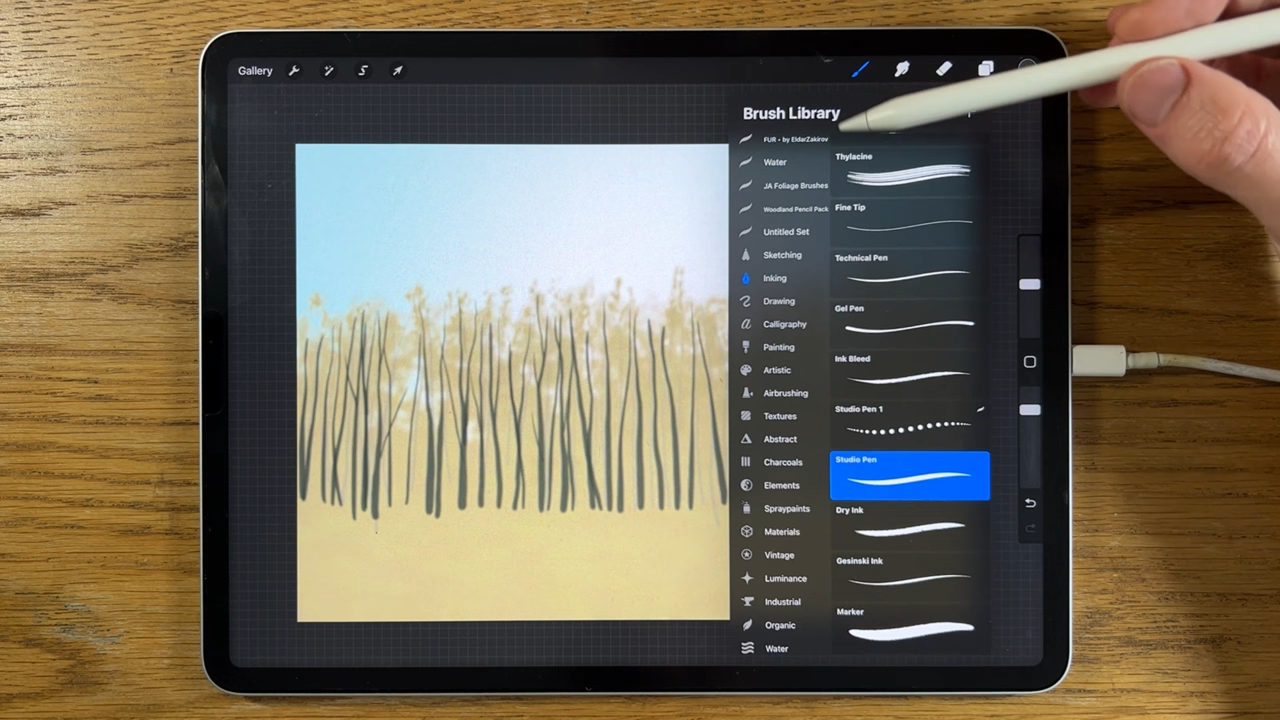 Gallery
Brush Library
FUR - by EldarZakirov
Water
JA Foliage Brushes
Woodland Pencil Pack
Untitled Set
Sketching
Inking
Drawing
Calligraphy
Painting
Artistic
Airbrushing
Textures
Abstract
Charcoals
Elements
Spraypaints
Materials
Vintage
Luminance
Industrial
Organic
Water
Thylacine
Fine Tip
Technical Pen
Gel Pen
Ink Bleed
Studio Pen 1
Studio Pen
Dry Ink
Gesinski Ink
Marker